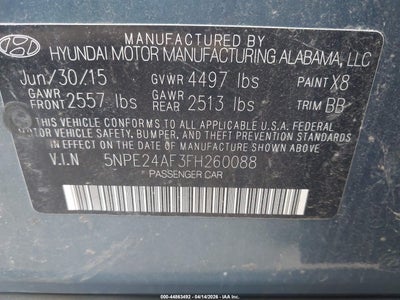 MANUFACTURED BY
HYUNDAI MOTOR MANUFACTURING ALABAMA, LLC
Jun/30/15 GVWR 4497 lbs PAINT X8
GAWR FRONT 2557 lbs GAWR REAR 2513 lbs TRIM BB
THIS VEHICLE CONFORMS TO ALL APPLICABLE U.S.A. FEDERAL
MOTOR VEHICLE SAFETY, BUMPER, AND THEFT PREVENTION STANDARDS
IN EFFECT ON THE DATE OF MANUFACTURE SHOWN ABOVE.
V.I.N 5NPE24AF3FH260088
PASSENGER CAR
000-44863492 - 04/14/2026 - IAA Inc. (US)